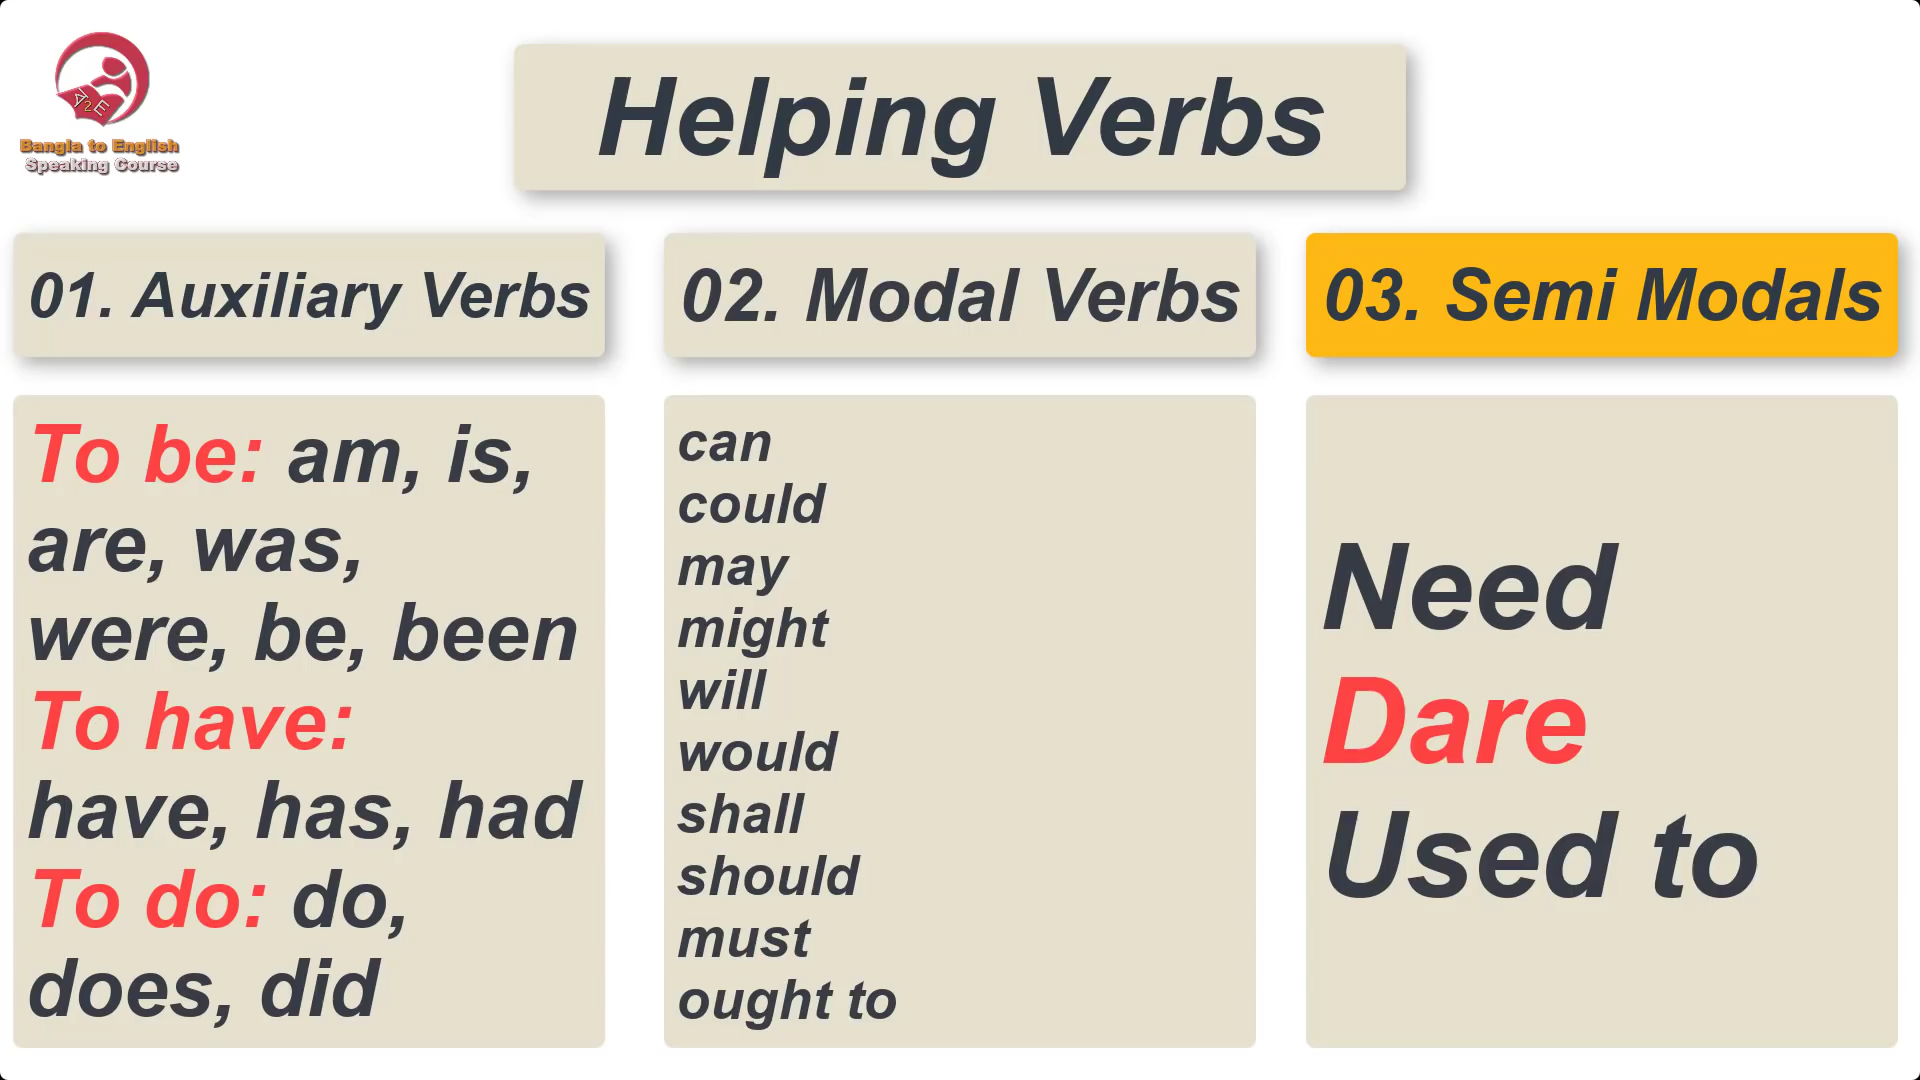 A2E
Bangla to English
Speaking Course
Helping Verbs
01. Auxiliary Verbs
To be: am, is,
are, was,
were, be, been
To have:
have, has, had
To do: do,
does, did
02. Modal Verbs
can
could
may
might
will
would
shall
should
must
ought to
03. Semi Modals
Need
Dare
Used to